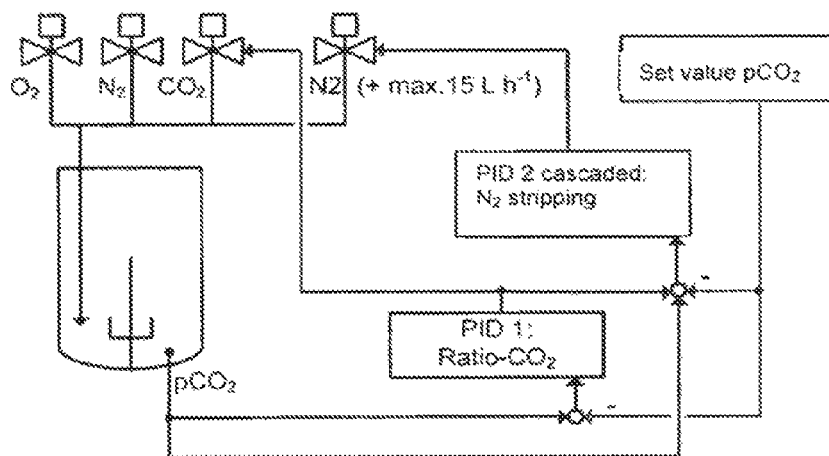 O₂ N₂ CO₂ N2 (+ max.15 L h⁻¹)
Set value pCO₂
PID 2 cascaded:
N₂ stripping
-
PID 1:
Ratio-CO₂
pCO₂
-